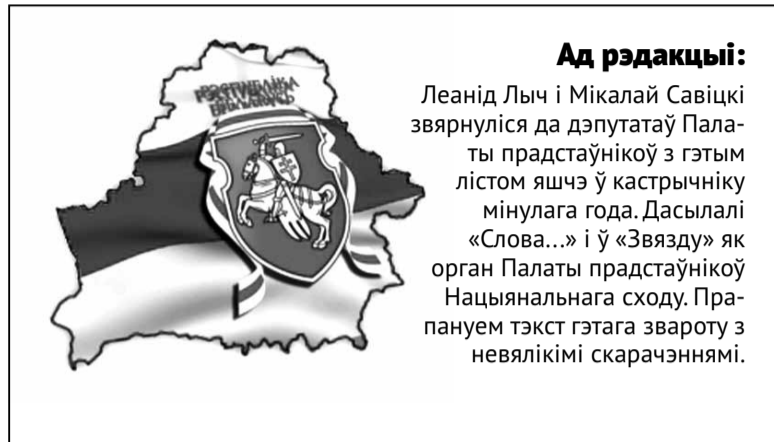 Ад рэдакцыі:
Леанід Лыч і Мікалай Савіцкі
звярнуліся да дэпутатаў Пала-
ты прадстаўнікоў з гэтым
лістом яшчэ ў кастрычніку
мінулага года. Дасылалі
«Слова...» і ў «Звязду» як
орган Палаты прадстаўнікоў
Нацыянальнага сходу. Пра-
пануем тэкст гэтага звароту з
невялікімі скарачэннямі.